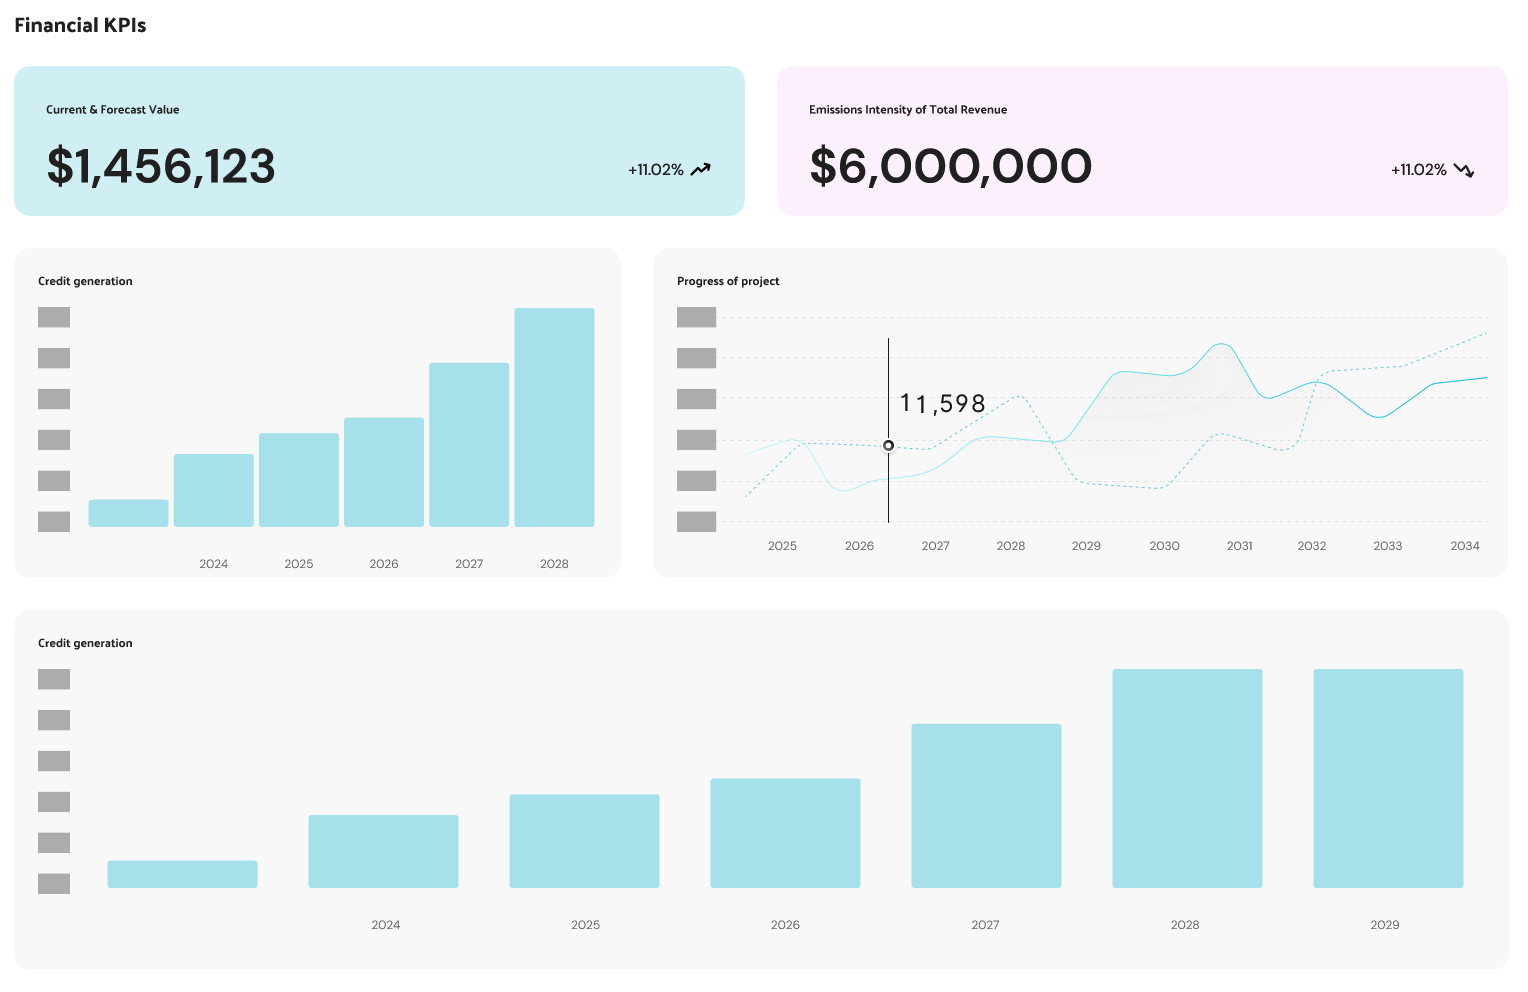 Financial KPIs
Current & Forecast Value
$1,456,123
+11.02%
Emissions Intensity of Total Revenue
$6,000,000
+11.02%
Credit generation
2024 2025 2026 2027 2028
Progress of project
11,598
2025 2026 2027 2028 2029 2030 2031 2032 2033 2034
Credit generation
2024 2025 2026 2027 2028 2029